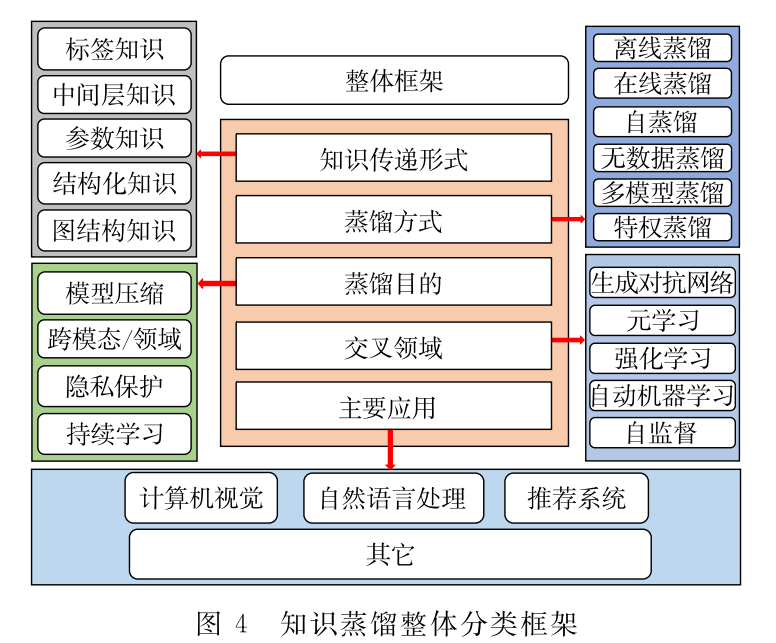 标签知识
中间层知识
参数知识
结构化知识
图结构知识
整体框架
知识传递形式
蒸馏方式
蒸馏目的
交叉领域
主要应用
离线蒸馏
在线蒸馏
自蒸馏
无数据蒸馏
多模型蒸馏
特权蒸馏
模型压缩
跨模态/领域
隐私保护
持续学习
生成对抗网络
元学习
强化学习
自动机器学习
自监督
计算机视觉
自然语言处理
推荐系统
其它
图 4 知识蒸馏整体分类框架